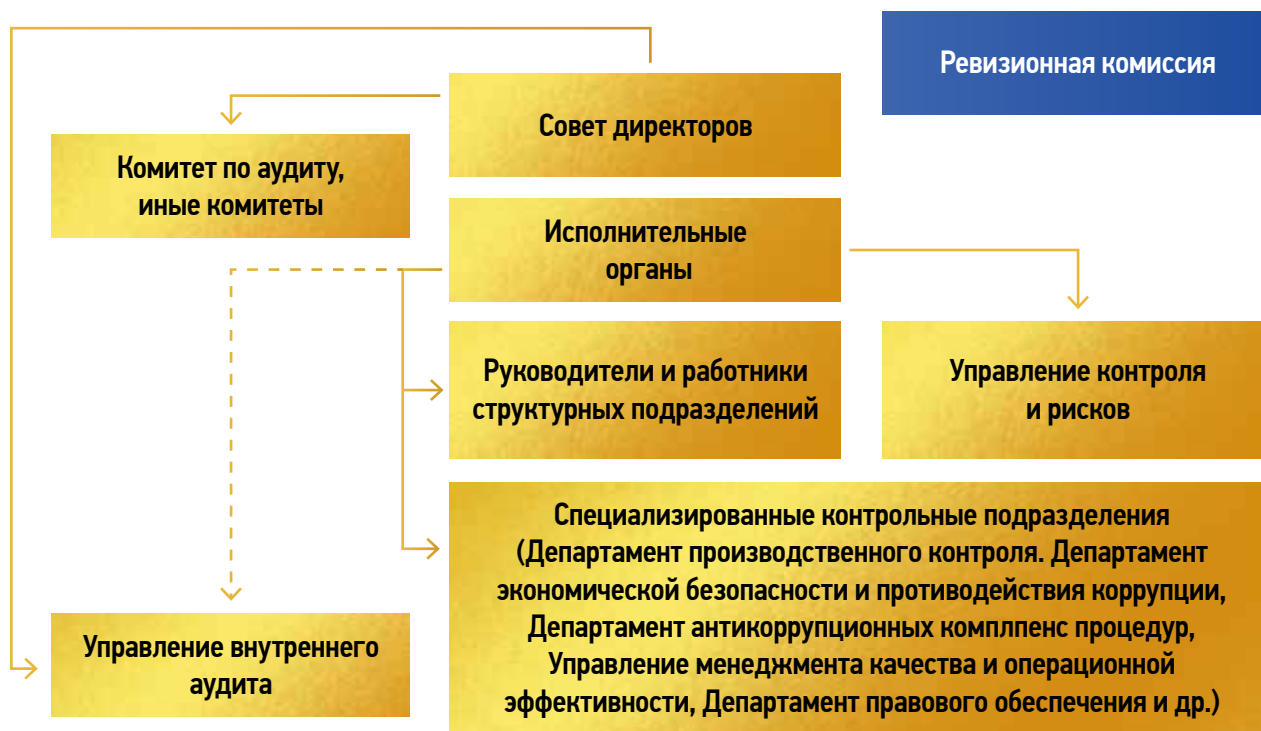 Ревизионная комиссия
Совет директоров
Комитет по аудиту,
иные комитеты
Исполнительные
органы
Руководители и работники
структурных подразделений
Управление контроля
и рисков
Специализированные контрольные подразделения
(Департамент производственного контроля. Департамент
экономической безопасности и противодействия коррупции,
Департамент антикоррупционных комплпенс процедур,
Управление менеджмента качества и операционной
эффективности, Департамент правового обеспечения и др.)
Управление внутреннего
аудита